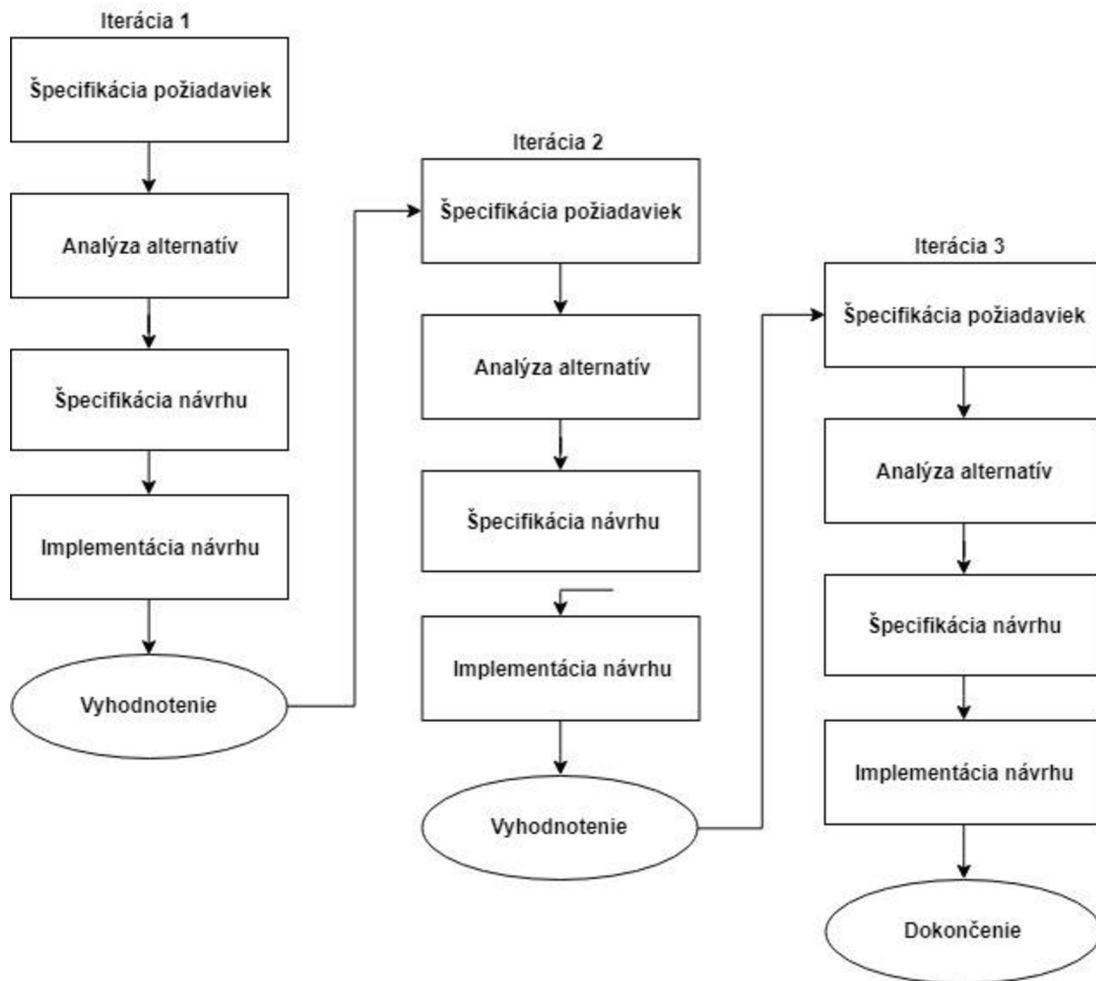 Iterácia 1
Špecifikácia požiadaviek
Analýza alternatív
Špecifikácia návrhu
Implementácia návrhu
Vyhodnotenie
Iterácia 2
Špecifikácia požiadaviek
Analýza alternatív
Špecifikácia návrhu
Implementácia návrhu
Vyhodnotenie
Iterácia 3
Špecifikácia požiadaviek
Analýza alternatív
Špecifikácia návrhu
Implementácia návrhu
Dokončenie